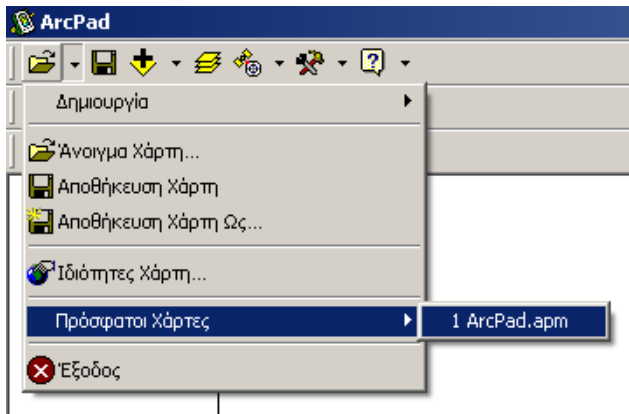 ArcPad
Δημιουργία
Άνοιγμα Χάρτη...
Αποθήκευση Χάρτη
Αποθήκευση Χάρτη Ως...
Ιδιότητες Χάρτη...
Πρόσφατοι Χάρτες
1 ArcPad.apm
Έξοδος